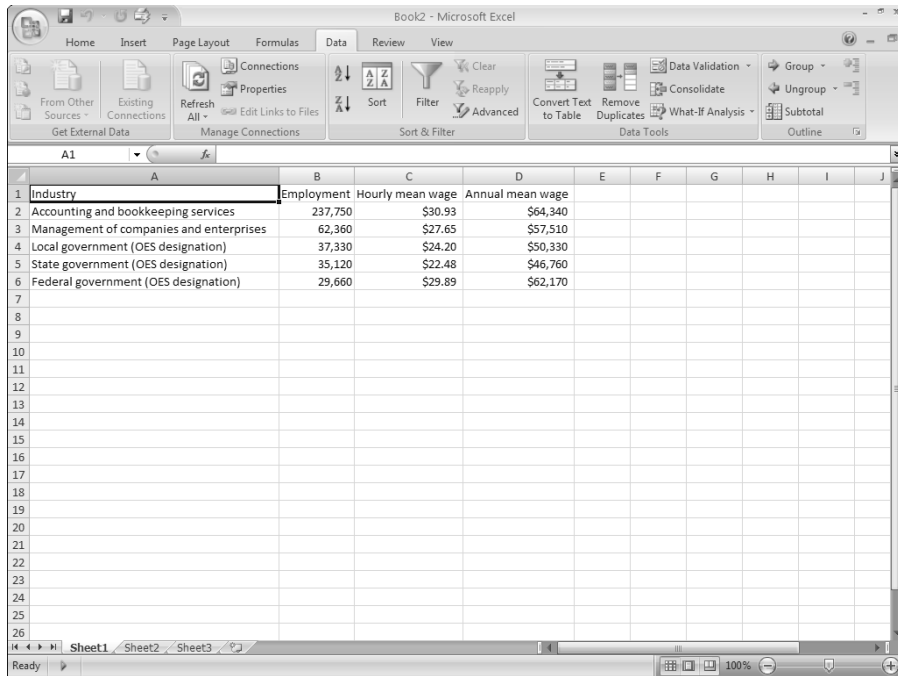 Book2 - Microsoft Excel
Home Insert Page Layout Formulas Data Review View
From Other Sources
Existing Connections
Get External Data
Refresh All
Connections
Properties
Edit Links to Files
Manage Connections
Sort
Filter
Clear
Reapply
Advanced
Sort & Filter
Convert Text to Table
Remove Duplicates
Data Validation
Consolidate
What-If Analysis
Data Tools
Group
Ungroup
Subtotal
Outline
A1 fx
A B C D E F G H I J
1 Industry Employment Hourly mean wage Annual mean wage
2 Accounting and bookkeeping services 237,750 $30.93 $64,340
3 Management of companies and enterprises 62,360 $27.65 $57,510
4 Local government (OES designation) 37,330 $24.20 $50,330
5 State government (OES designation) 35,120 $22.48 $46,760
6 Federal government (OES designation) 29,660 $29.89 $62,170
7
8
9
10
11
12
13
14
15
16
17
18
19
20
21
22
23
24
25
26
Sheet1 Sheet2 Sheet3
Ready 100%